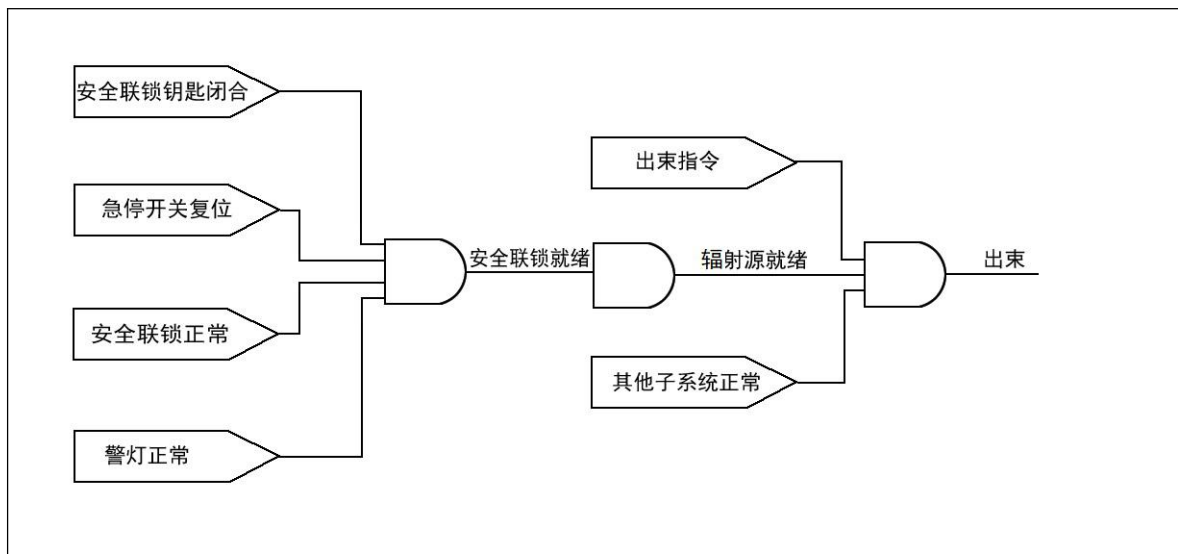 安全联锁钥匙闭合
急停开关复位
安全联锁正常
警灯正常
安全联锁就绪
出束指令
辐射源就绪
其他子系统正常
出束